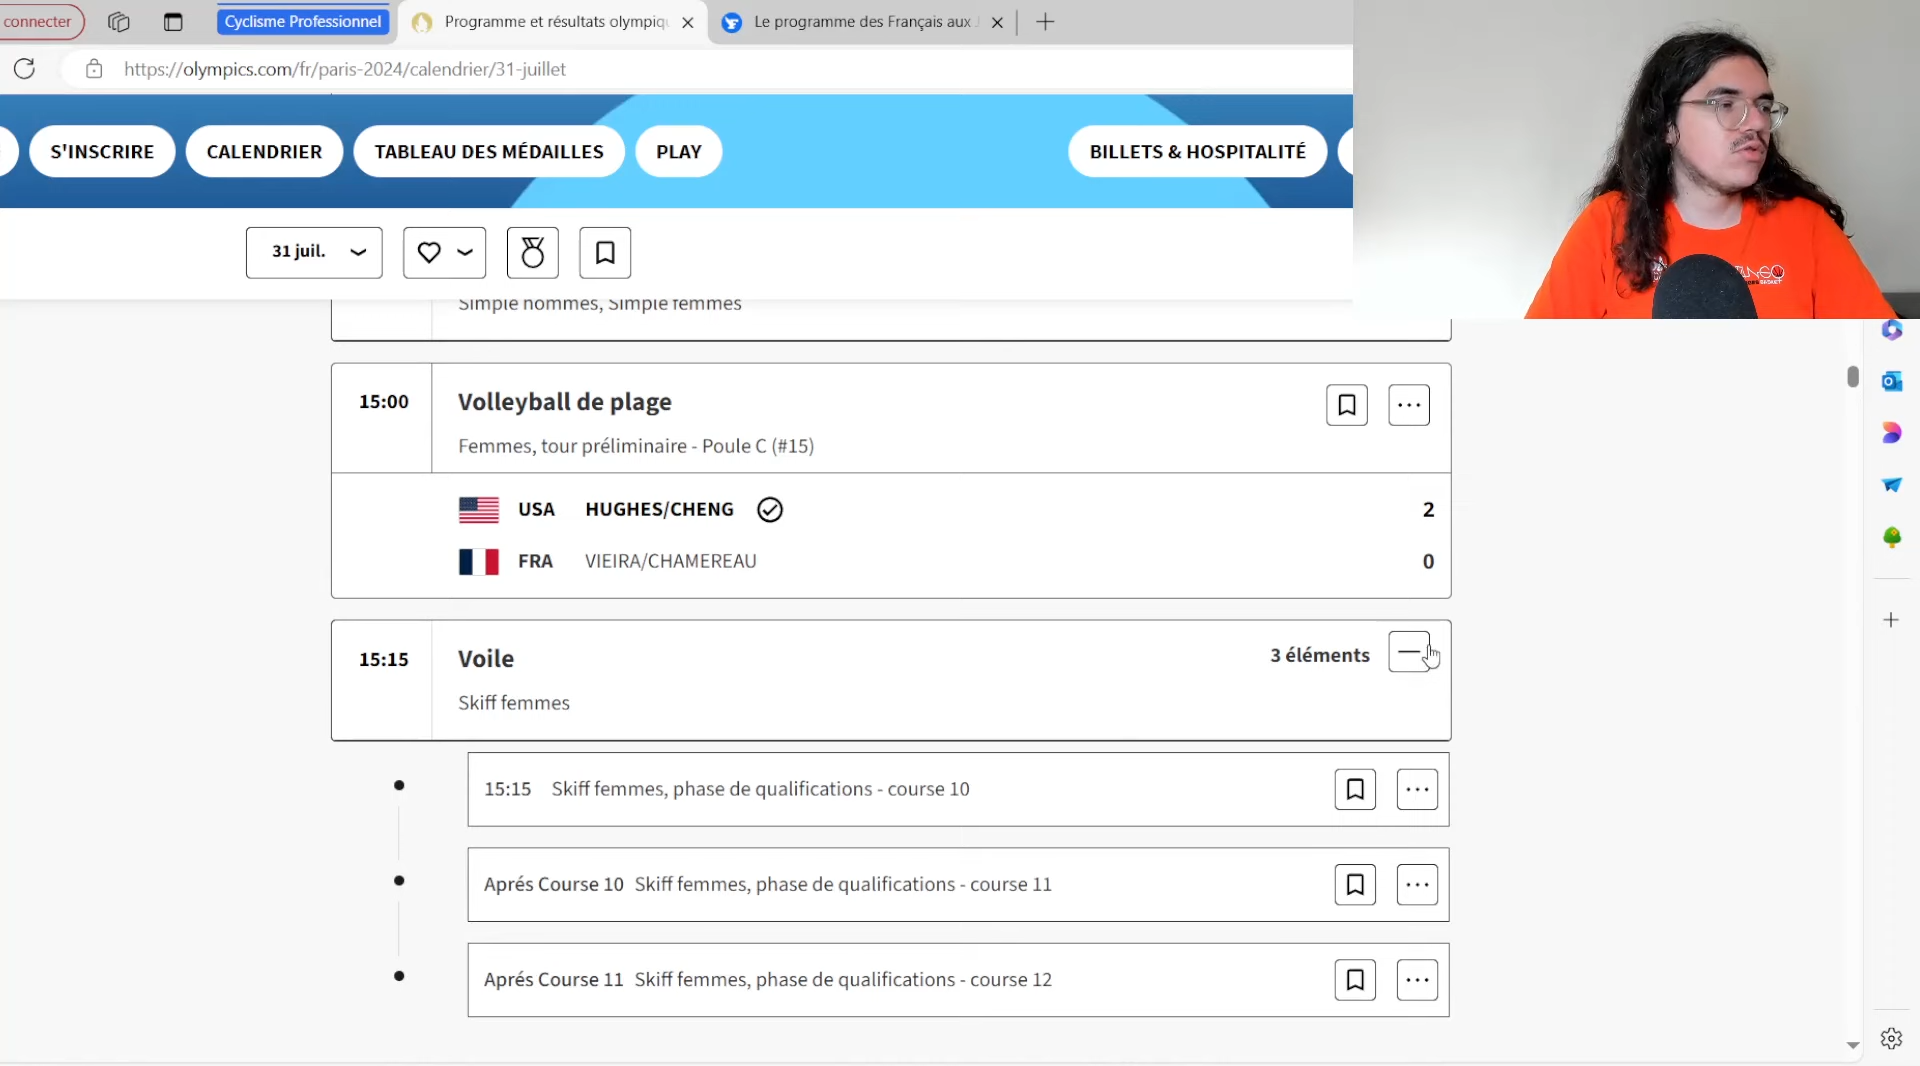 connecter
Cyclisme Professionnel
Programme et résultats olympiqu
Le programme des Français aux
https://olympics.com/fr/paris-2024/calendrier/31-juillet
S'INSCRIRE
CALENDRIER
TABLEAU DES MÉDAILLES
PLAY
BILLETS & HOSPITALITÉ
31 juil.
Simple hommes, Simple femmes
15:00
Volleyball de plage
Femmes, tour préliminaire - Poule C (#15)
USA HUGHES/CHENG 2
FRA VIEIRA/CHAMEREAU 0
15:15
Voile
3 éléments
Skiff femmes
15:15 Skiff femmes, phase de qualifications - course 10
Aprés Course 10 Skiff femmes, phase de qualifications - course 11
Aprés Course 11 Skiff femmes, phase de qualifications - course 12